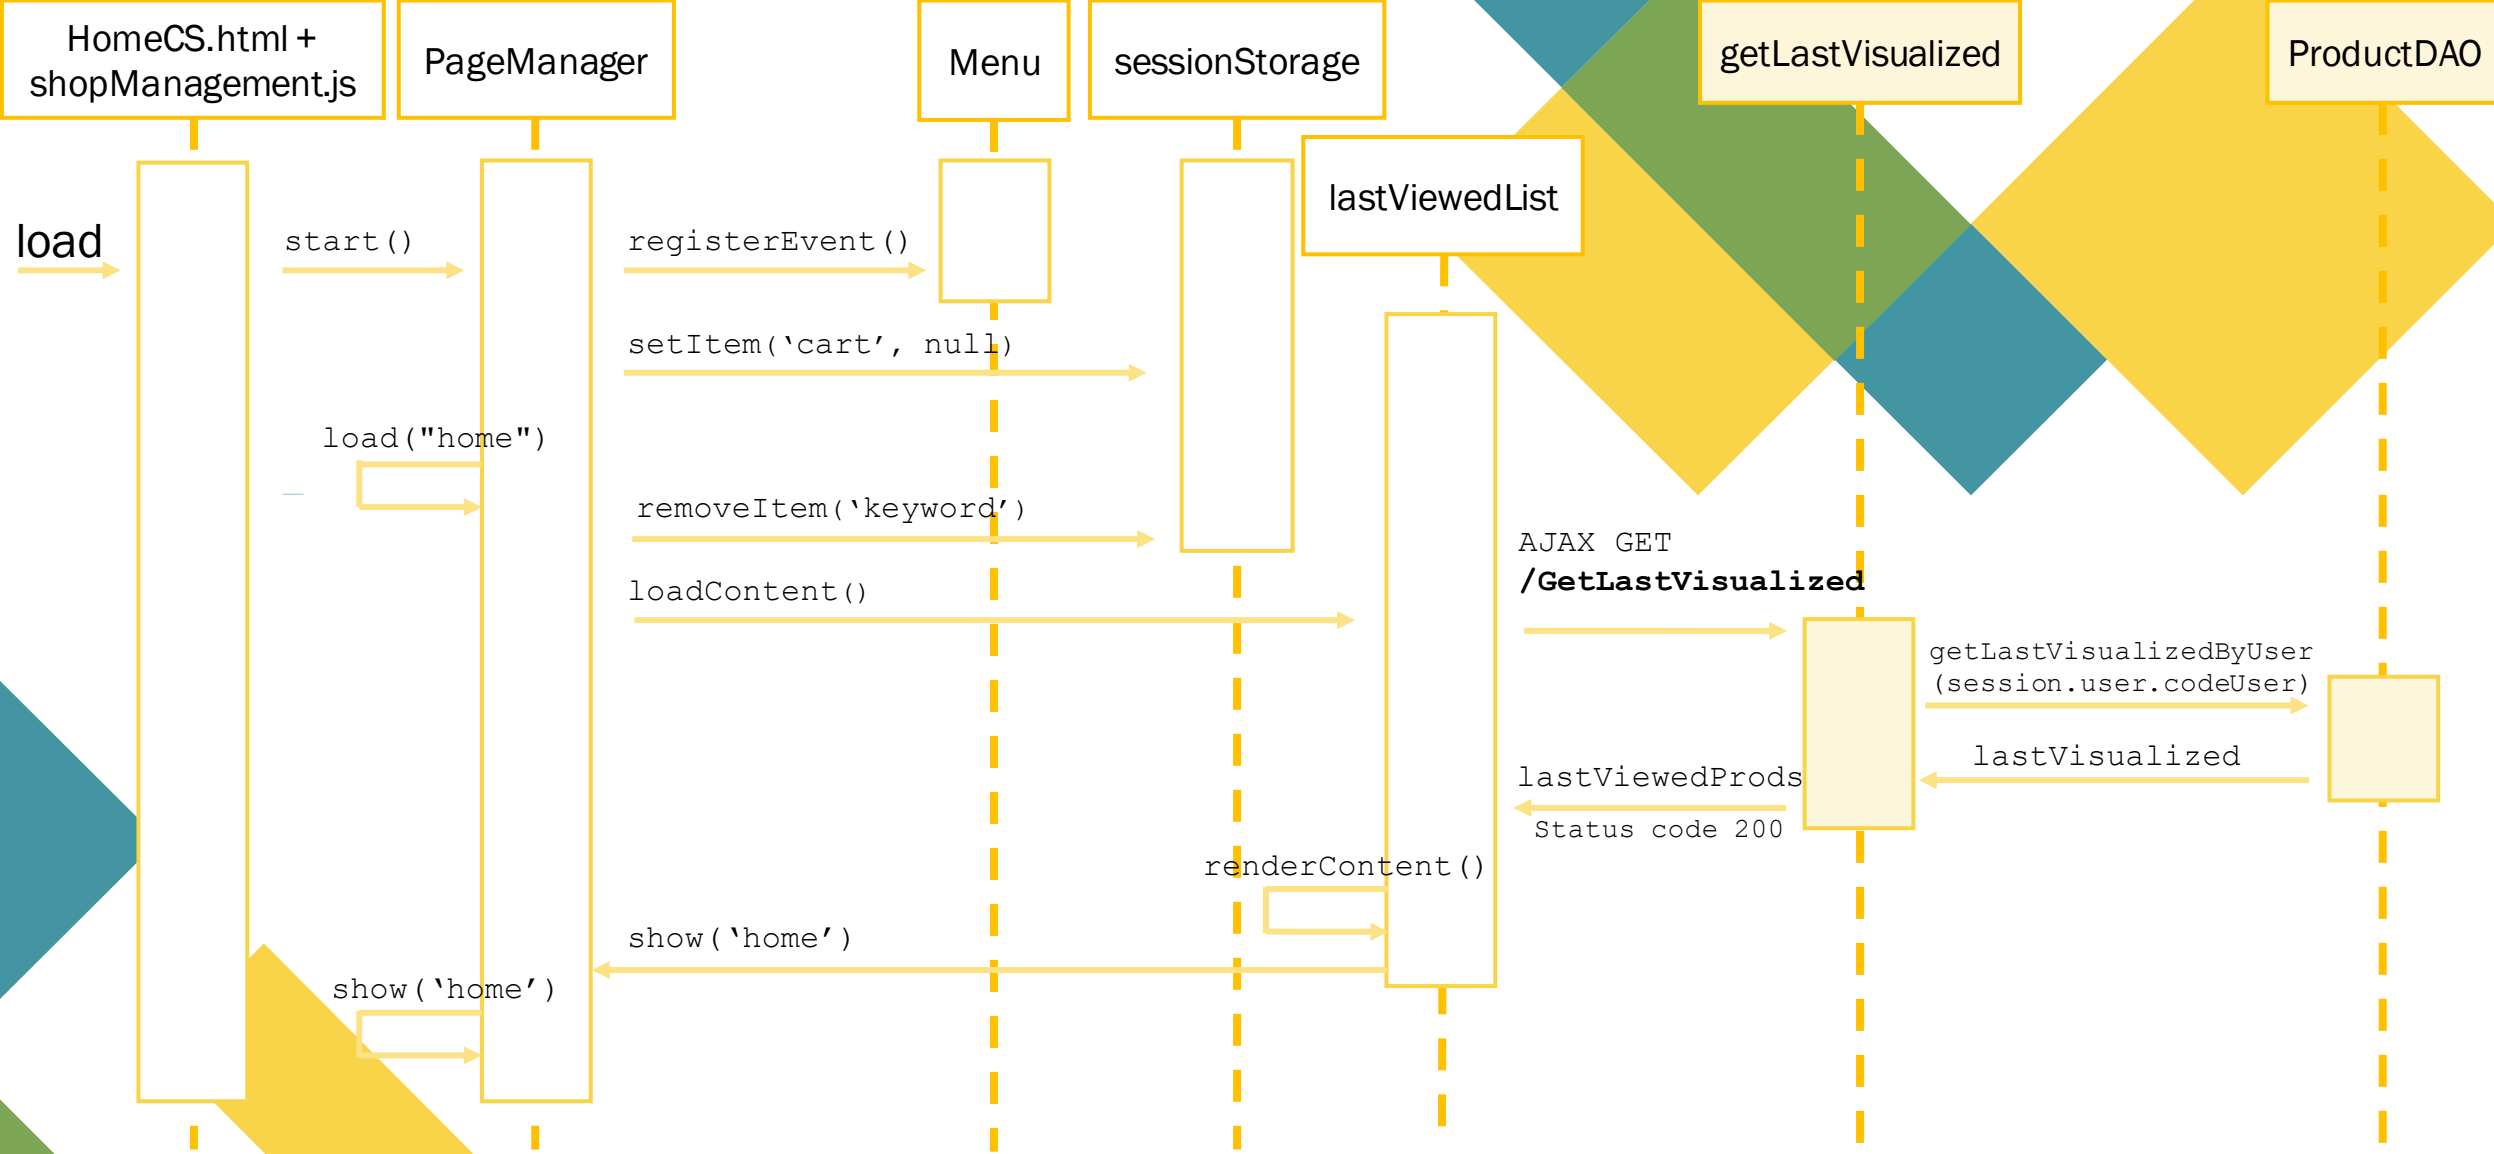 HomeCS.html +
shopManagement.js
PageManager
Menu
sessionStorage
getLastVisualized
ProductDAO
lastViewedList
load
start()
registerEvent()
setItem(‘cart’, null)
load("home")
removeItem(‘keyword’)
AJAX GET
/GetLastVisualized
loadContent()
getLastVisualizedByUser
(session.user.codeUser)
lastVisualized
lastViewedProds
Status code 200
renderContent()
show(‘home’)
show(‘home’)